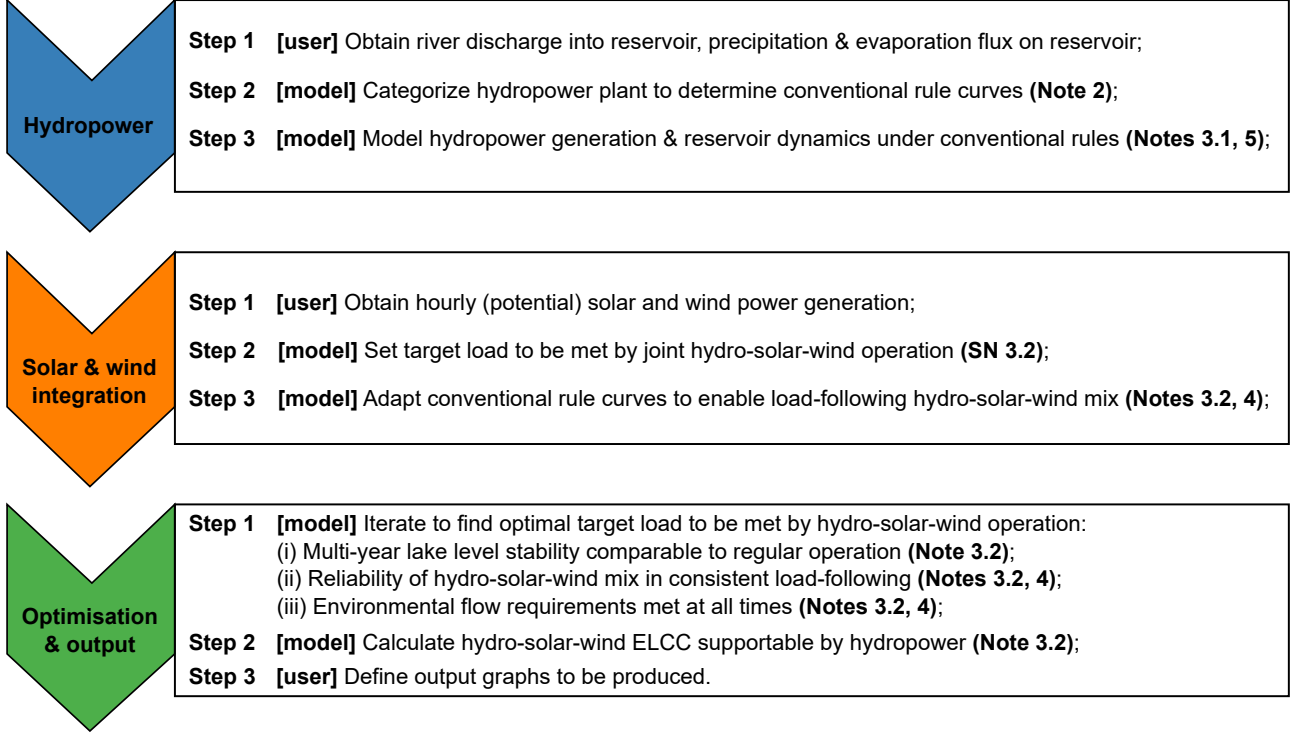 Hydropower
Step 1 [user] Obtain river discharge into reservoir, precipitation & evaporation flux on reservoir;
Step 2 [model] Categorize hydropower plant to determine conventional rule curves (Note 2);
Step 3 [model] Model hydropower generation & reservoir dynamics under conventional rules (Notes 3.1, 5);
Solar & wind
integration
Step 1 [user] Obtain hourly (potential) solar and wind power generation;
Step 2 [model] Set target load to be met by joint hydro-solar-wind operation (SN 3.2);
Step 3 [model] Adapt conventional rule curves to enable load-following hydro-solar-wind mix (Notes 3.2, 4);
Optimisation
& output
Step 1 [model] Iterate to find optimal target load to be met by hydro-solar-wind operation:
(i) Multi-year lake level stability comparable to regular operation (Note 3.2);
(ii) Reliability of hydro-solar-wind mix in consistent load-following (Notes 3.2, 4);
(iii) Environmental flow requirements met at all times (Notes 3.2, 4);
Step 2 [model] Calculate hydro-solar-wind ELCC supportable by hydropower (Note 3.2);
Step 3 [user] Define output graphs to be produced.